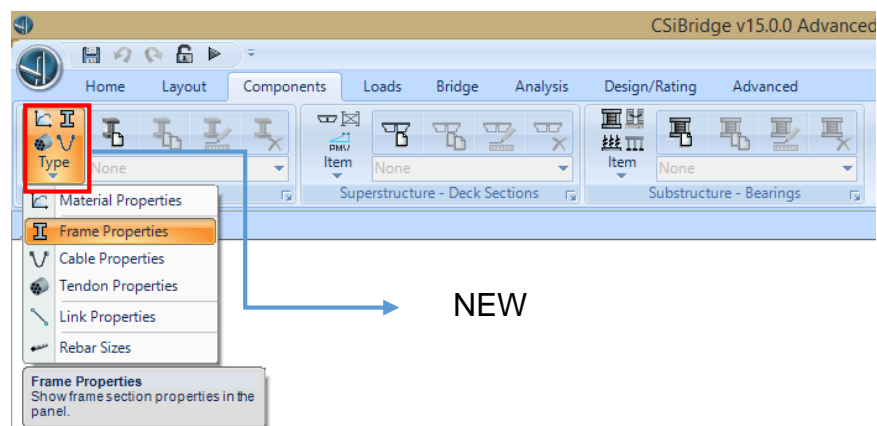 CSiBridge v15.0.0 Advanced
Home Layout Components Loads Bridge Analysis Design/Rating Advanced
Type
None
PMM
Item
None
Item
None
Superstructure - Deck Sections
Substructure - Bearings
Material Properties
Frame Properties
Cable Properties
Tendon Properties
Link Properties
Rebar Sizes
Frame Properties
Show frame section properties in the
panel.
NEW